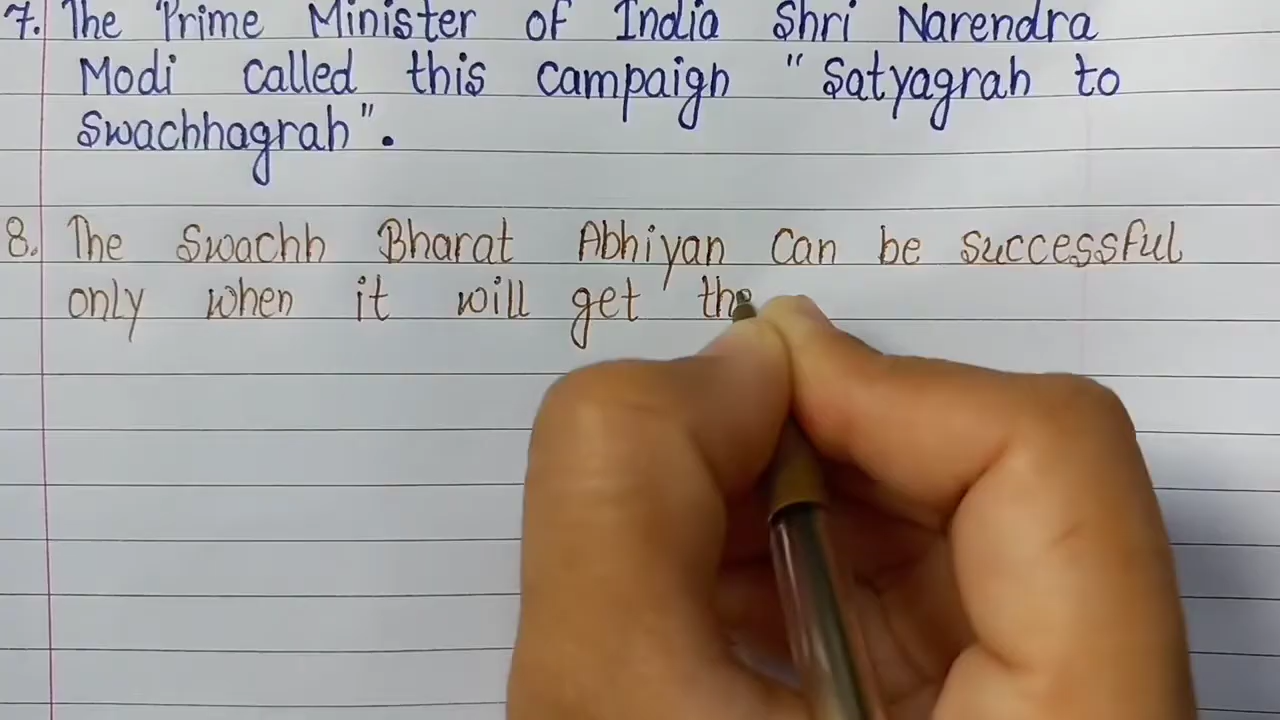 7. The Prime Minister of India Shri Narendra
Modi called this campaign "Satyagrah to
Swachhagrah".
8. The Swachh Bharat Abhiyan can be successful
only when it will get the